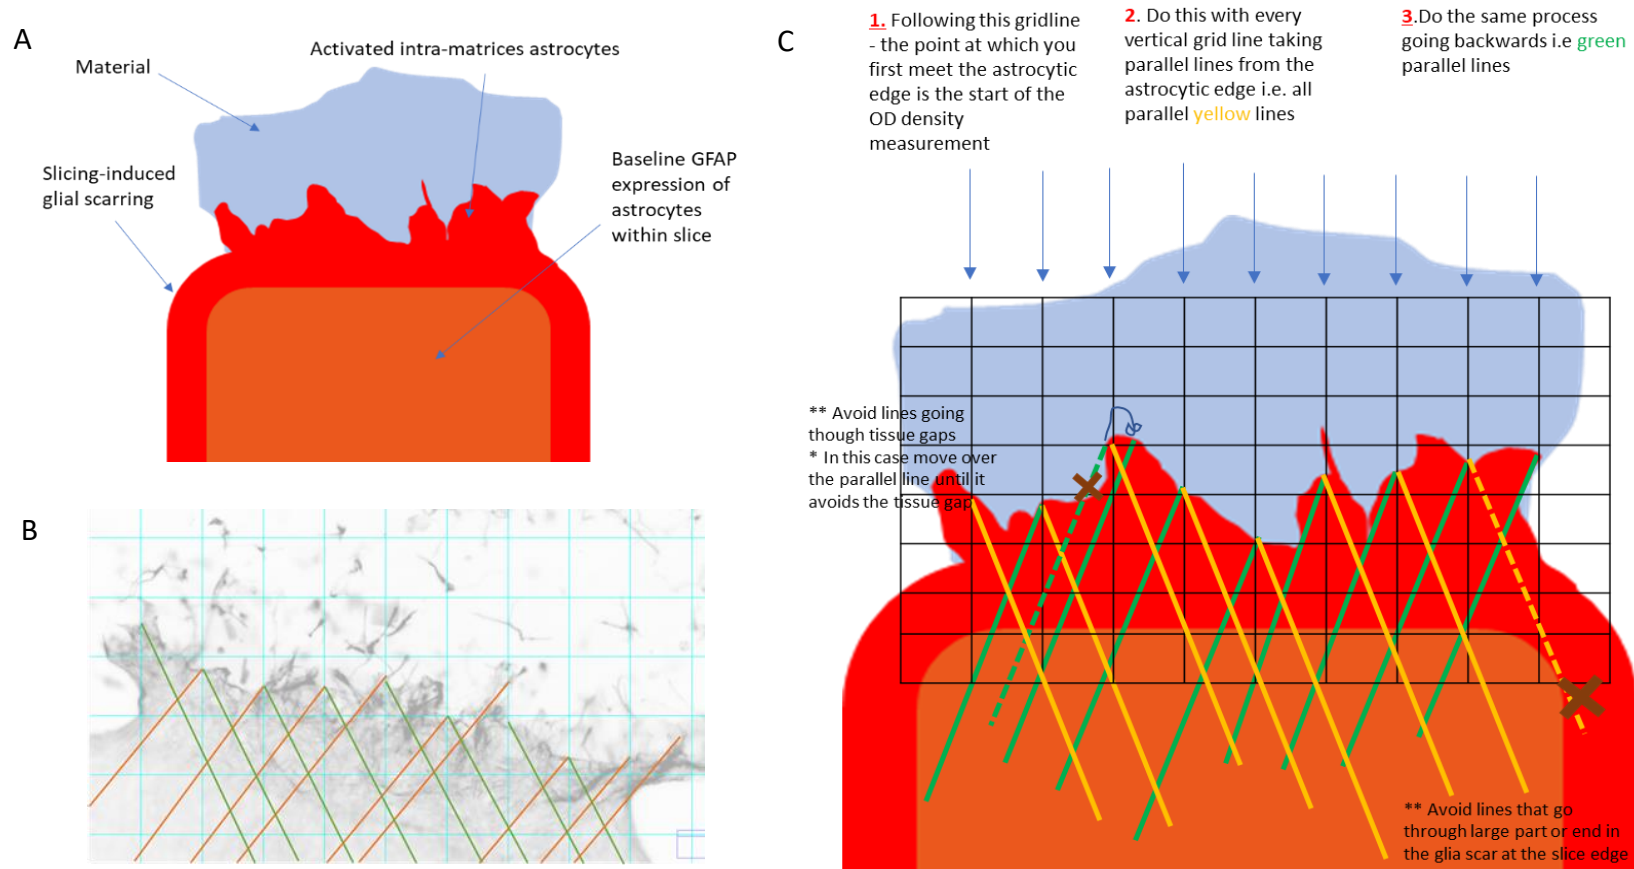 A
Material
Activated intra-matrices astrocytes
Slicing-induced
glial scarring
Baseline GFAP
expression of
astrocytes
within slice
B
C
1. Following this gridline
- the point at which you
first meet the astrocytic
edge is the start of the
OD density
measurement
2. Do this with every
vertical grid line taking
parallel lines from the
astrocytic edge i.e. all
parallel yellow lines
3.Do the same process
going backwards i.e green
parallel lines
** Avoid lines going
though tissue gaps
* In this case move over
the parallel line until it
avoids the tissue gap
** Avoid lines that go
through large part or end in
the glia scar at the slice edge